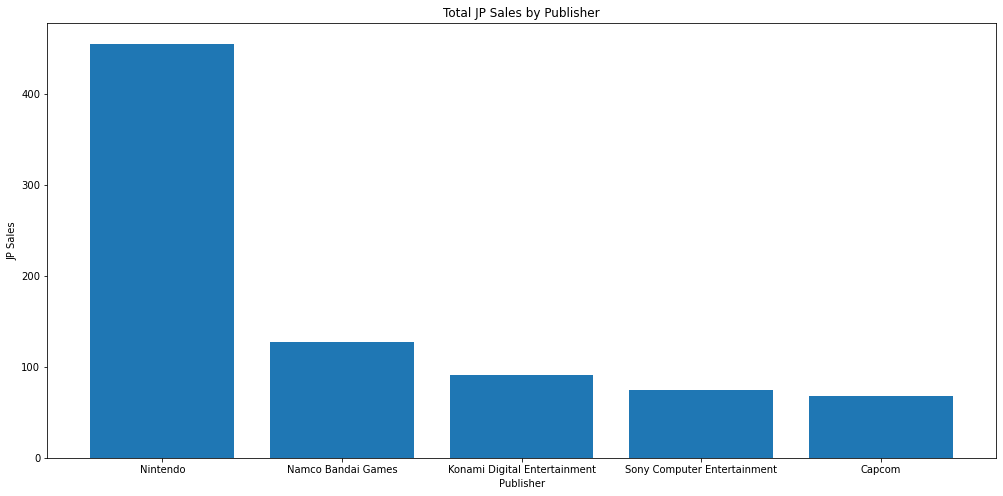 Total JP Sales by Publisher
JP Sales
400
300
200
100
0
Nintendo
Namco Bandai Games
Konami Digital Entertainment
Sony Computer Entertainment
Capcom
Publisher